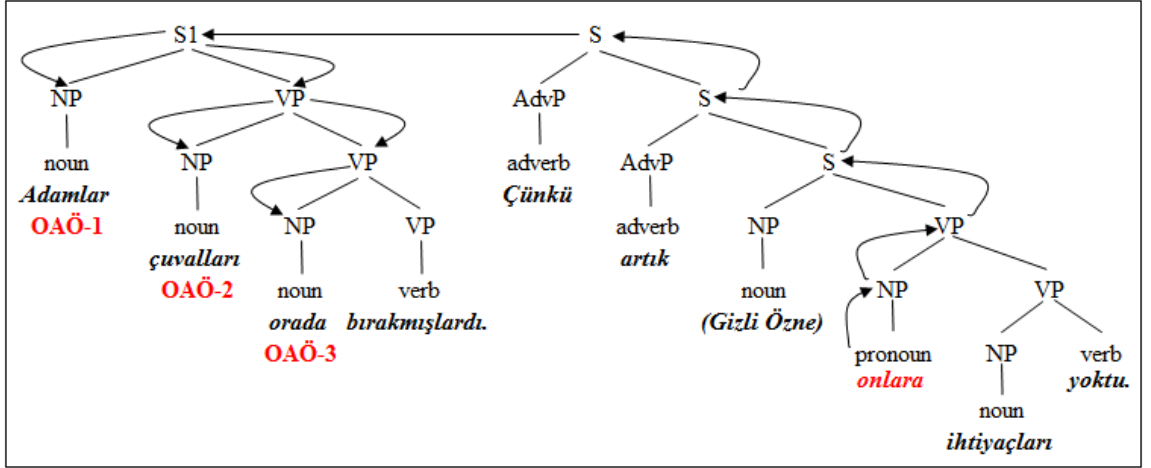 S1 S
NP VP AdvP S
noun NP VP adverb AdvP S
Adamlar Çünkü
OAÖ-1 noun NP VP adverb NP VP
çuvalları artık
OAÖ-2 noun verb noun NP VP
orada bırakmışlardı. (Gizli Özne)
OAÖ-3 pronoun NP verb
onlara yoktu.
noun
ihtiyaçları